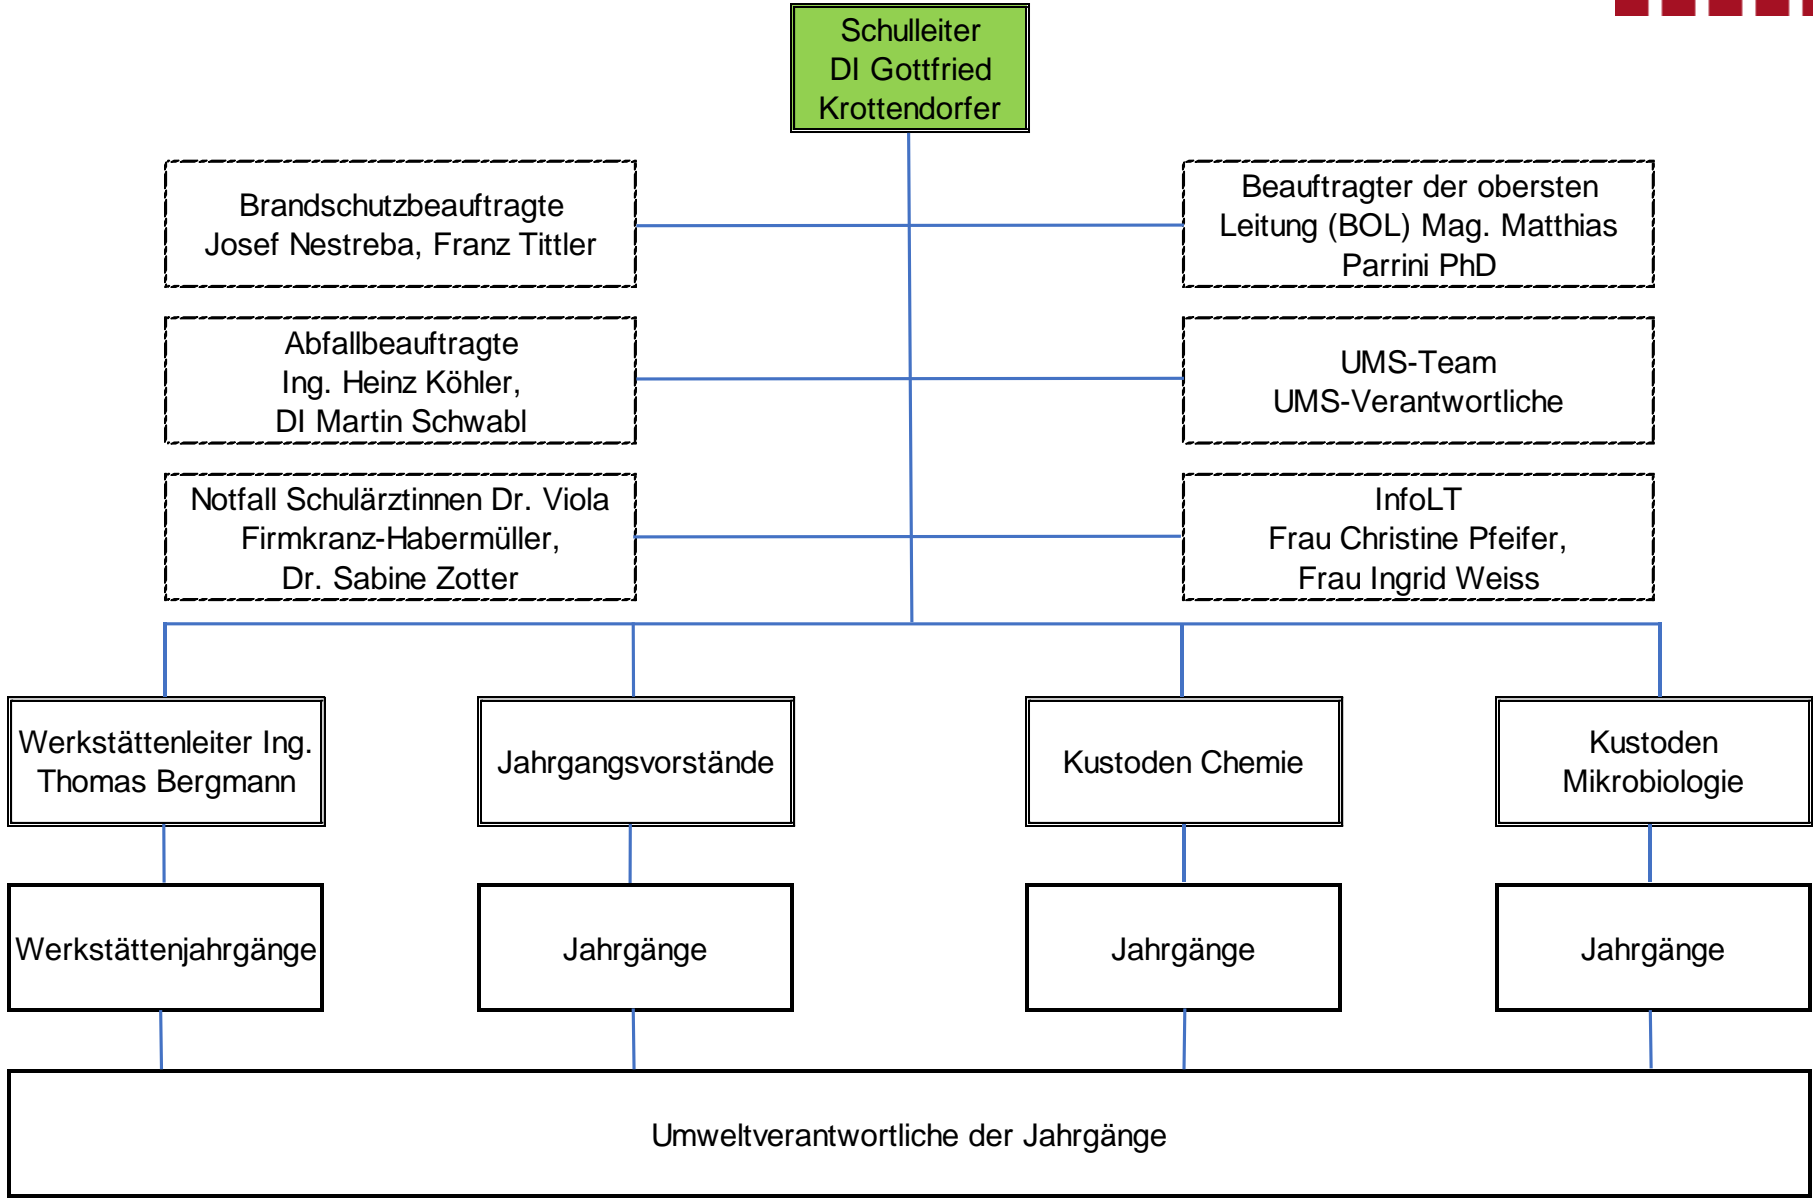 Schulleiter
DI Gottfried
Krottendorfer
Brandschutzbeauftragte
Josef Nestreba, Franz Tittler
Beauftragter der obersten
Leitung (BOL) Mag. Matthias
Parrini PhD
Abfallbeauftragte
Ing. Heinz Köhler,
DI Martin Schwabl
UMS-Team
UMS-Verantwortliche
Notfall Schulärztinnen Dr. Viola
Firmkranz-Habermüller,
Dr. Sabine Zotter
InfoLT
Frau Christine Pfeifer,
Frau Ingrid Weiss
Werkstättenleiter Ing.
Thomas Bergmann
Jahrgangsvorstände
Kustoden Chemie
Kustoden
Mikrobiologie
Werkstättenjahrgänge
Jahrgänge
Jahrgänge
Jahrgänge
Umweltverantwortliche der Jahrgänge